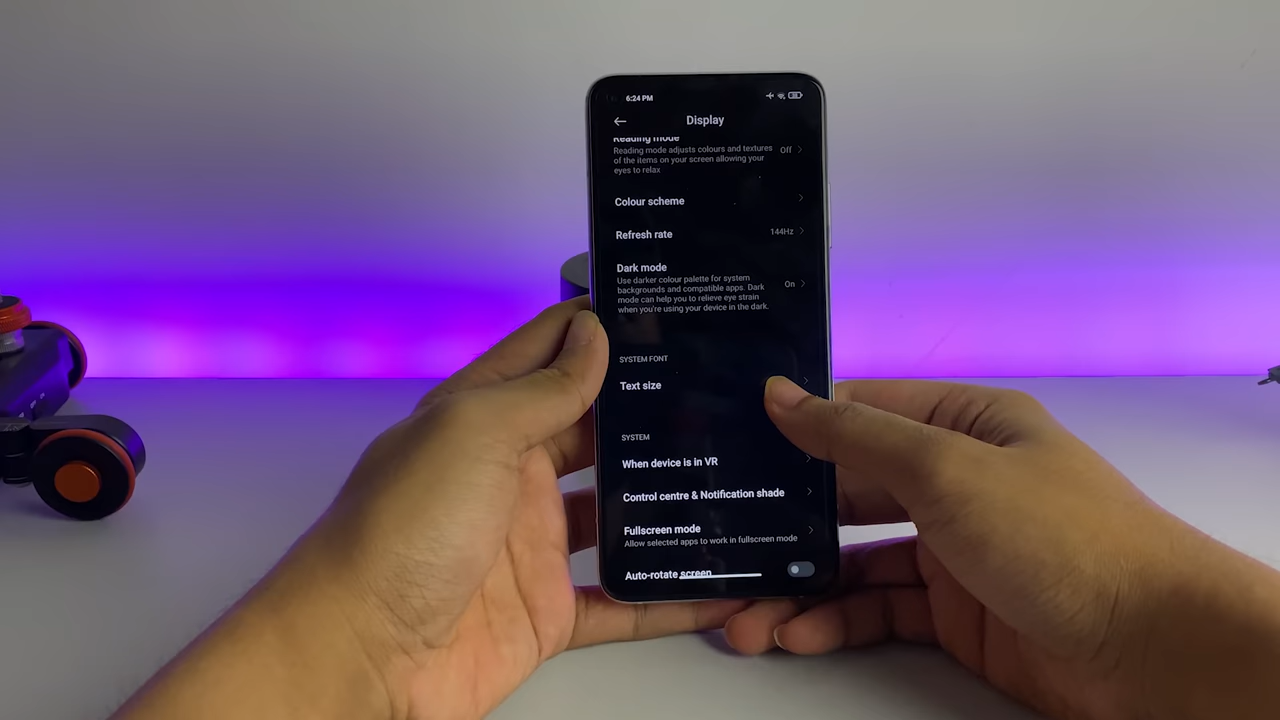 6:24 PM
Display
Reading mode
Reading mode adjusts colours and textures
of the items on your screen allowing your
eyes to relax
Off
Colour scheme
Refresh rate
144Hz
Dark mode
Use darker colour palette for system
backgrounds and compatible apps. Dark
mode can help you to relieve eye strain
when you're using your device in the dark.
On
SYSTEM FONT
Text size
SYSTEM
When device is in VR
Control centre & Notification shade
Fullscreen mode
Allow selected apps to work in fullscreen mode
Auto-rotate screen